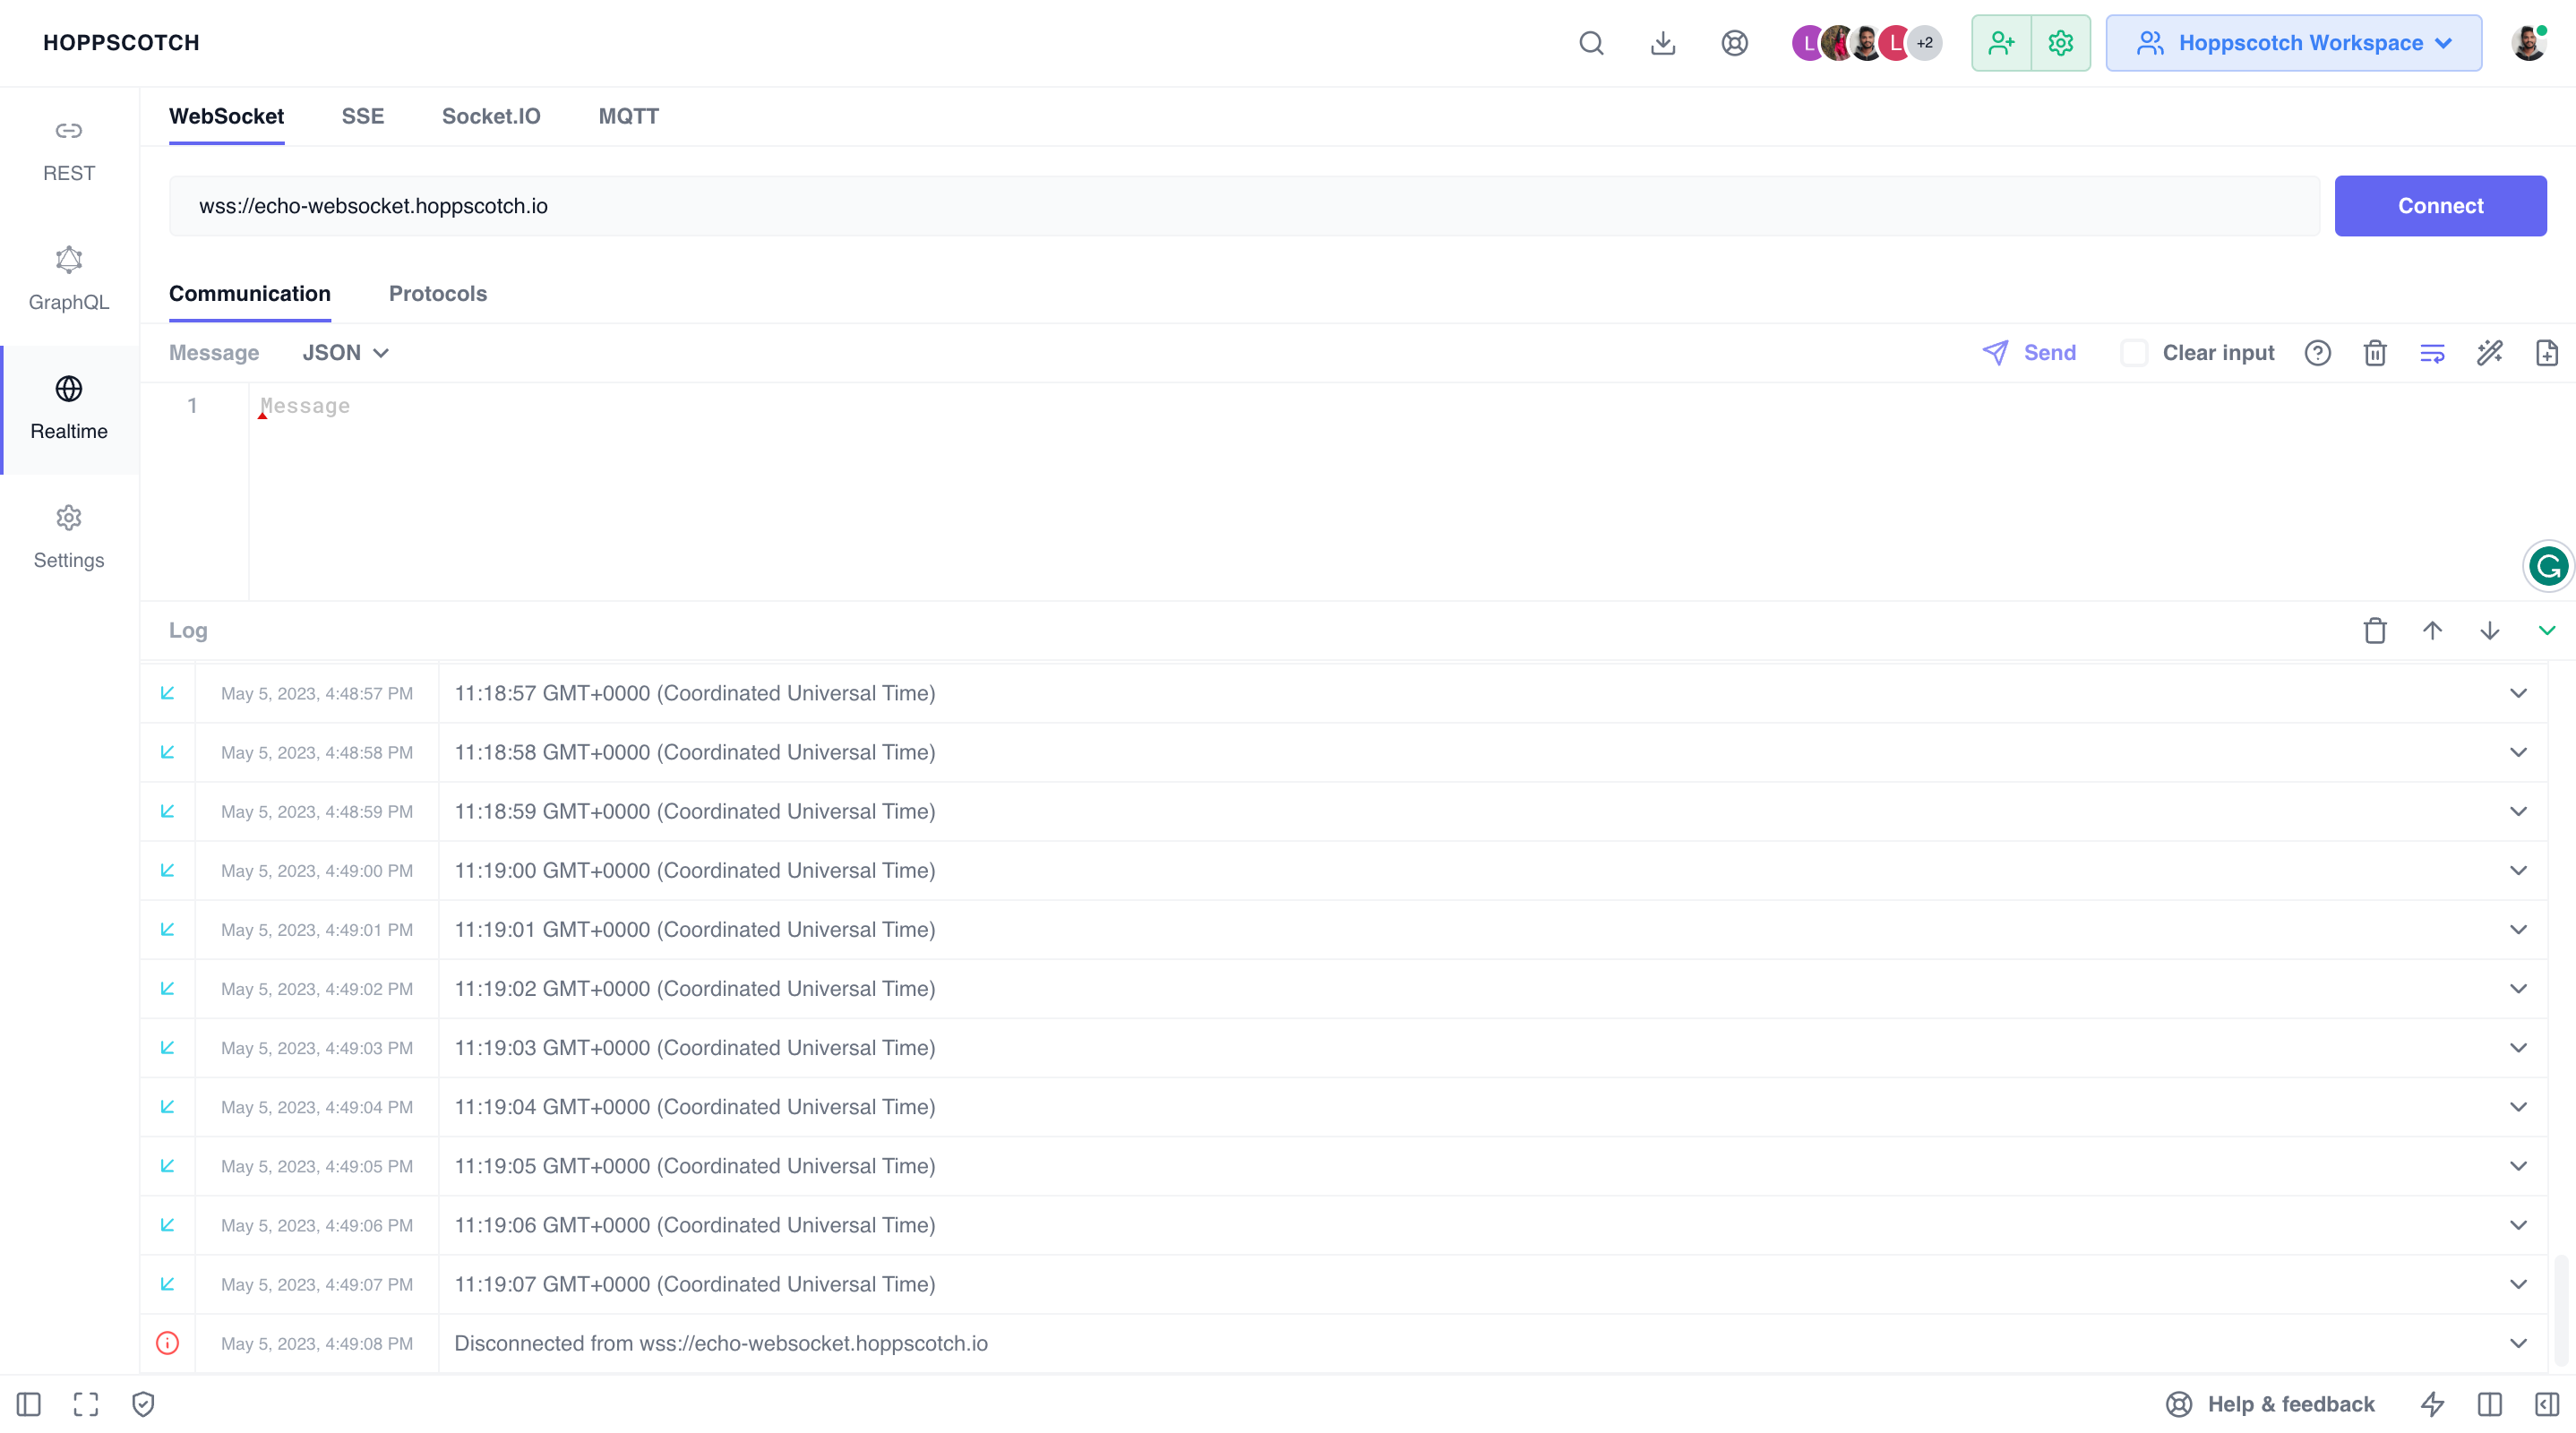 HOPPSCOTCH
L
L
+2
Hoppscotch Workspace
WebSocket SSE Socket.IO MQTT
REST
GraphQL
Realtime
Settings
wss://echo-websocket.hoppscotch.io
Connect
Communication Protocols
Message JSON Send Clear input
1 Message
Log
May 5, 2023, 4:48:57 PM 11:18:57 GMT+0000 (Coordinated Universal Time)
May 5, 2023, 4:48:58 PM 11:18:58 GMT+0000 (Coordinated Universal Time)
May 5, 2023, 4:48:59 PM 11:18:59 GMT+0000 (Coordinated Universal Time)
May 5, 2023, 4:49:00 PM 11:19:00 GMT+0000 (Coordinated Universal Time)
May 5, 2023, 4:49:01 PM 11:19:01 GMT+0000 (Coordinated Universal Time)
May 5, 2023, 4:49:02 PM 11:19:02 GMT+0000 (Coordinated Universal Time)
May 5, 2023, 4:49:03 PM 11:19:03 GMT+0000 (Coordinated Universal Time)
May 5, 2023, 4:49:04 PM 11:19:04 GMT+0000 (Coordinated Universal Time)
May 5, 2023, 4:49:05 PM 11:19:05 GMT+0000 (Coordinated Universal Time)
May 5, 2023, 4:49:06 PM 11:19:06 GMT+0000 (Coordinated Universal Time)
May 5, 2023, 4:49:07 PM 11:19:07 GMT+0000 (Coordinated Universal Time)
May 5, 2023, 4:49:08 PM Disconnected from wss://echo-websocket.hoppscotch.io
Help & feedback